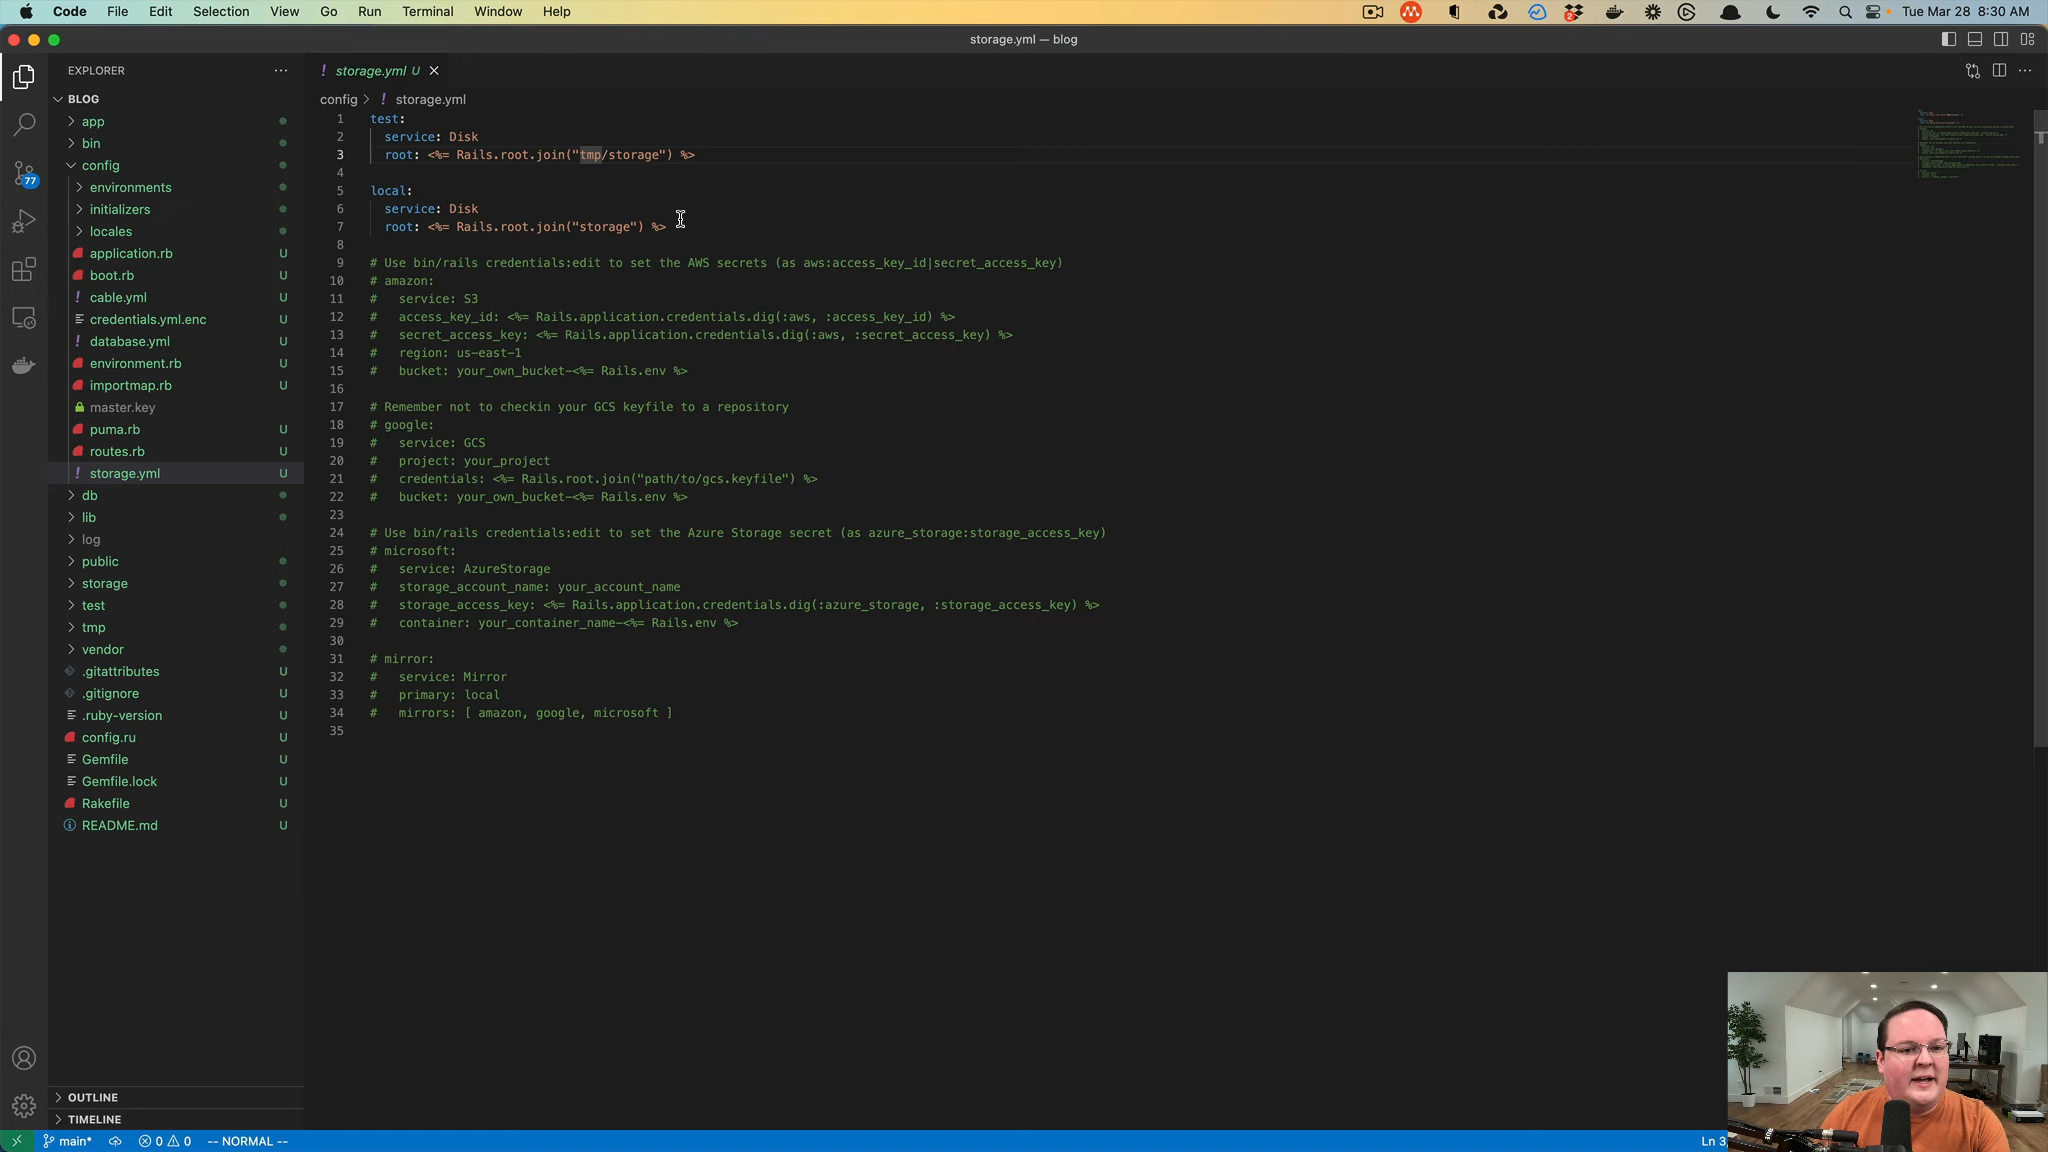 Code File Edit Selection View Go Run Terminal Window Help
2
Tue Mar 28 8:30 AM
storage.yml — blog
EXPLORER
! storage.yml U
config > ! storage.yml
BLOG
app
bin
config
environments
initializers
locales
application.rb U
boot.rb U
! cable.yml U
credentials.yml.enc U
! database.yml U
environment.rb U
importmap.rb U
master.key
puma.rb U
routes.rb U
! storage.yml U
db
lib
log
public
storage
test
tmp
vendor
.gitattributes U
.gitignore U
.ruby-version U
config.ru U
Gemfile U
Gemfile.lock U
Rakefile U
README.md U
OUTLINE
TIMELINE
77
1 test:
2 service: Disk
3 root: <%= Rails.root.join("tmp/storage") %>
4
5 local:
6 service: Disk
7 root: <%= Rails.root.join("storage") %>
8
9 # Use bin/rails credentials:edit to set the AWS secrets (as aws:access_key_id|secret_access_key)
10 # amazon:
11 # service: S3
12 # access_key_id: <%= Rails.application.credentials.dig(:aws, :access_key_id) %>
13 # secret_access_key: <%= Rails.application.credentials.dig(:aws, :secret_access_key) %>
14 # region: us-east-1
15 # bucket: your_own_bucket-<%= Rails.env %>
16
17 # Remember not to checkin your GCS keyfile to a repository
18 # google:
19 # service: GCS
20 # project: your_project
21 # credentials: <%= Rails.root.join("path/to/gcs.keyfile") %>
22 # bucket: your_own_bucket-<%= Rails.env %>
23
24 # Use bin/rails credentials:edit to set the Azure Storage secret (as azure_storage:storage_access_key)
25 # microsoft:
26 # service: AzureStorage
27 # storage_account_name: your_account_name
28 # storage_access_key: <%= Rails.application.credentials.dig(:azure_storage, :storage_access_key) %>
29 # container: your_container_name-<%= Rails.env %>
30
31 # mirror:
32 # service: Mirror
33 # primary: local
34 # mirrors: [ amazon, google, microsoft ]
35
main* 0 0 -- NORMAL --
Ln 3